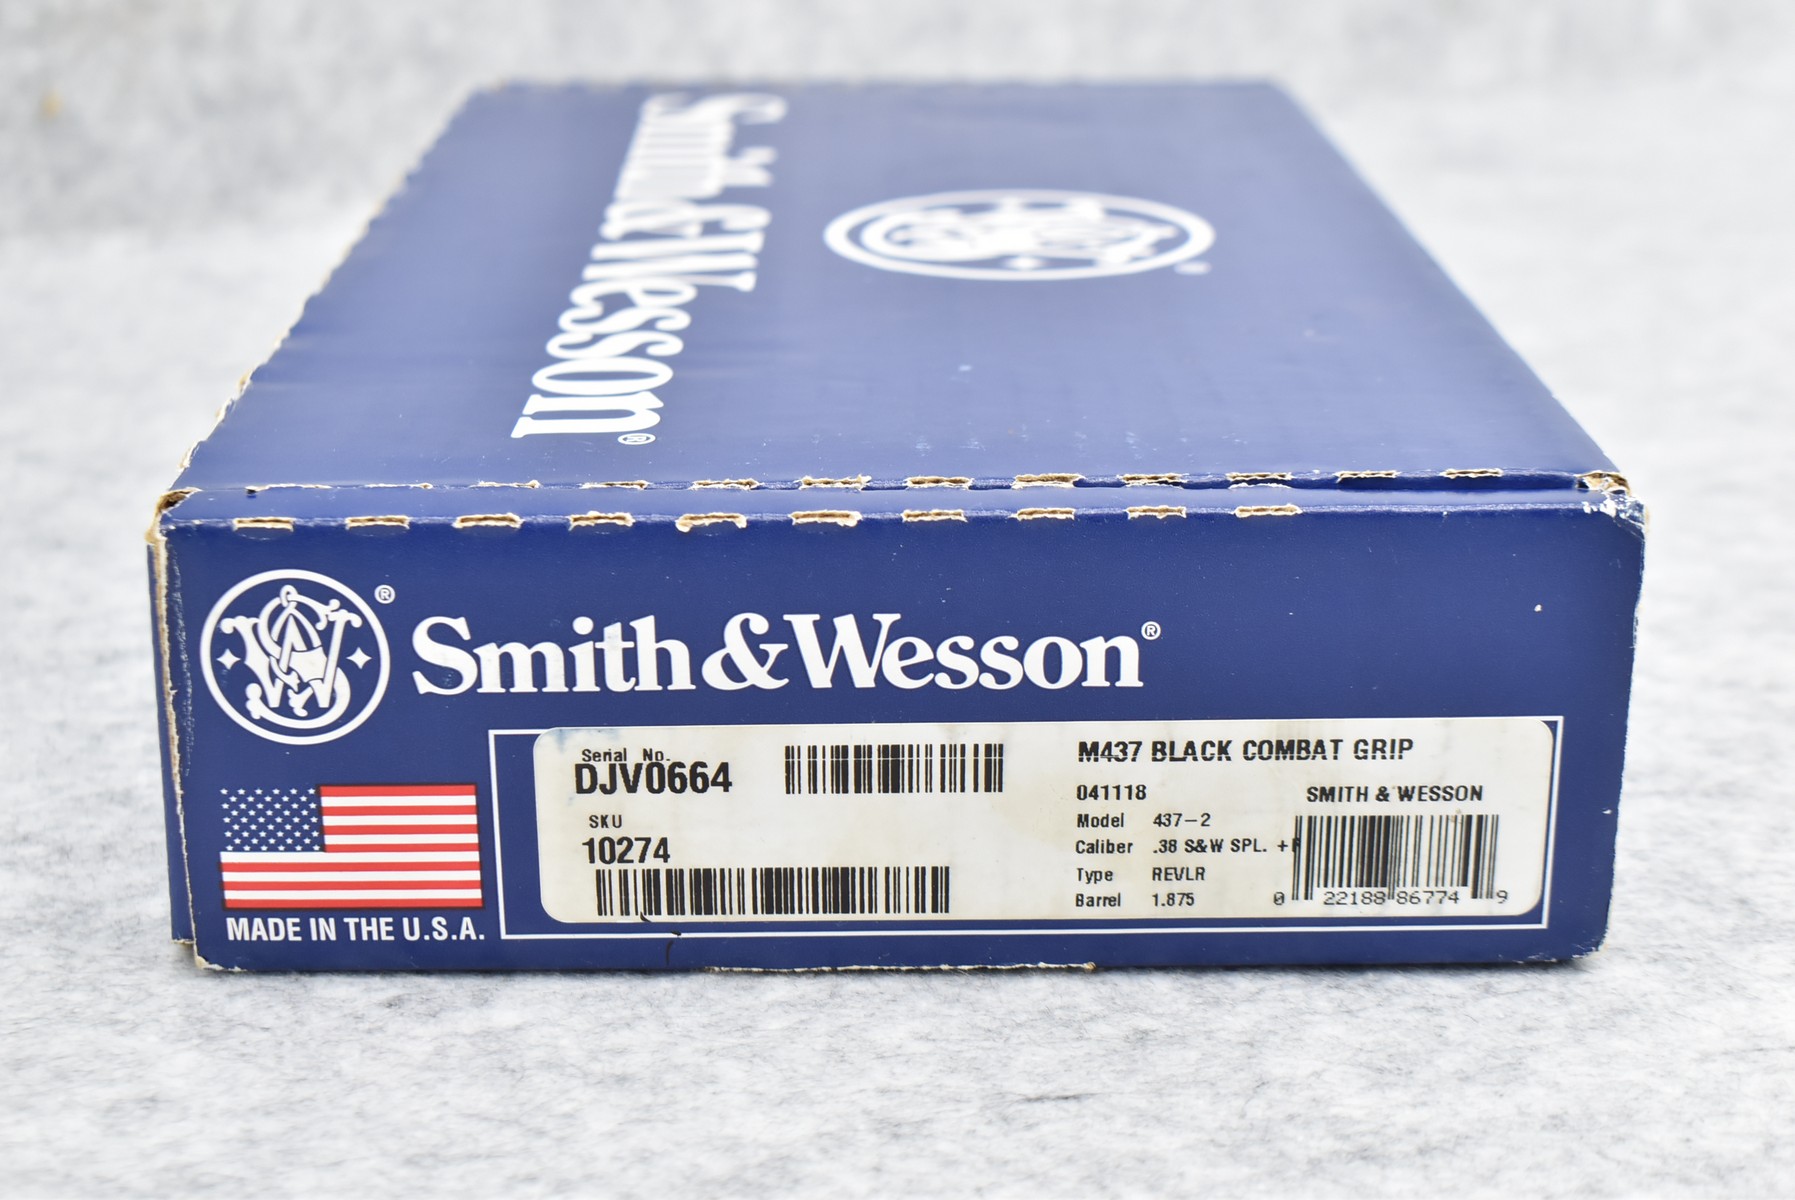 Smith & Wesson®
®
®
Smith & Wesson®
Serial No.
DJV0664
SKU
10274
MADE IN THE U.S.A.
M437 BLACK COMBAT GRIP
041118
SMITH & WESSON
Model 437-2
Caliber .38 S&W SPL. +P
Type REVLR
Barrel 1.875
0 22188 86774 9